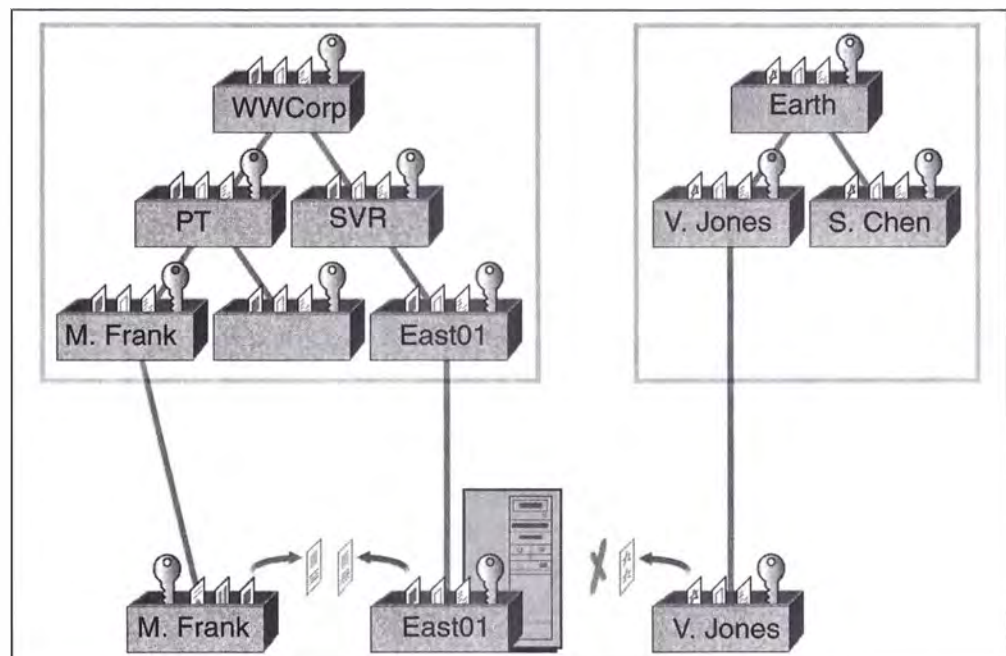 WWCorp
Earth
PT
SVR
V. Jones
S. Chen
M. Frank
East01
M. Frank
East01
V. Jones